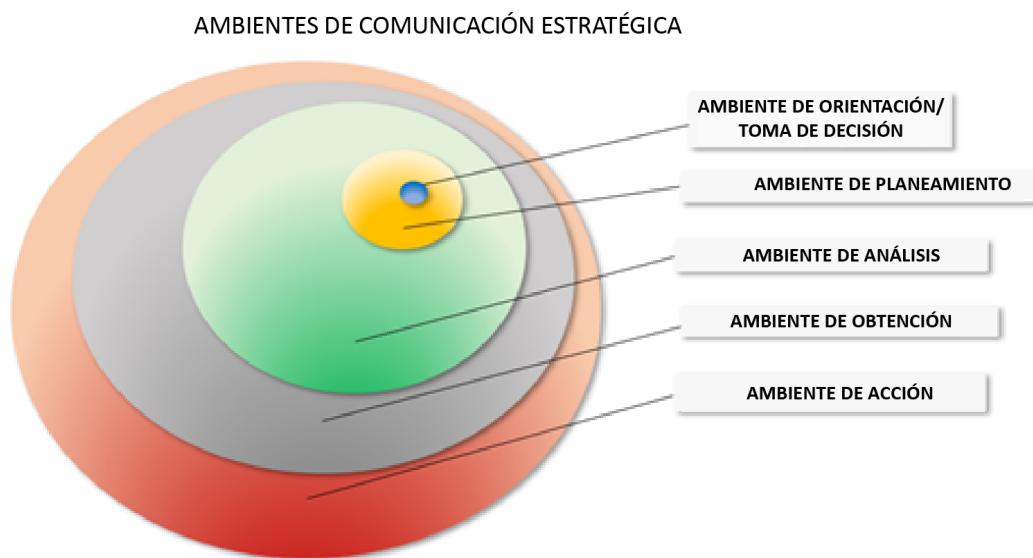 AMBIENTES DE COMUNICACIÓN ESTRATÉGICA
AMBIENTE DE ORIENTACIÓN/
TOMA DE DECISIÓN
AMBIENTE DE PLANEAMIENTO
AMBIENTE DE ANÁLISIS
AMBIENTE DE OBTENCIÓN
AMBIENTE DE ACCIÓN